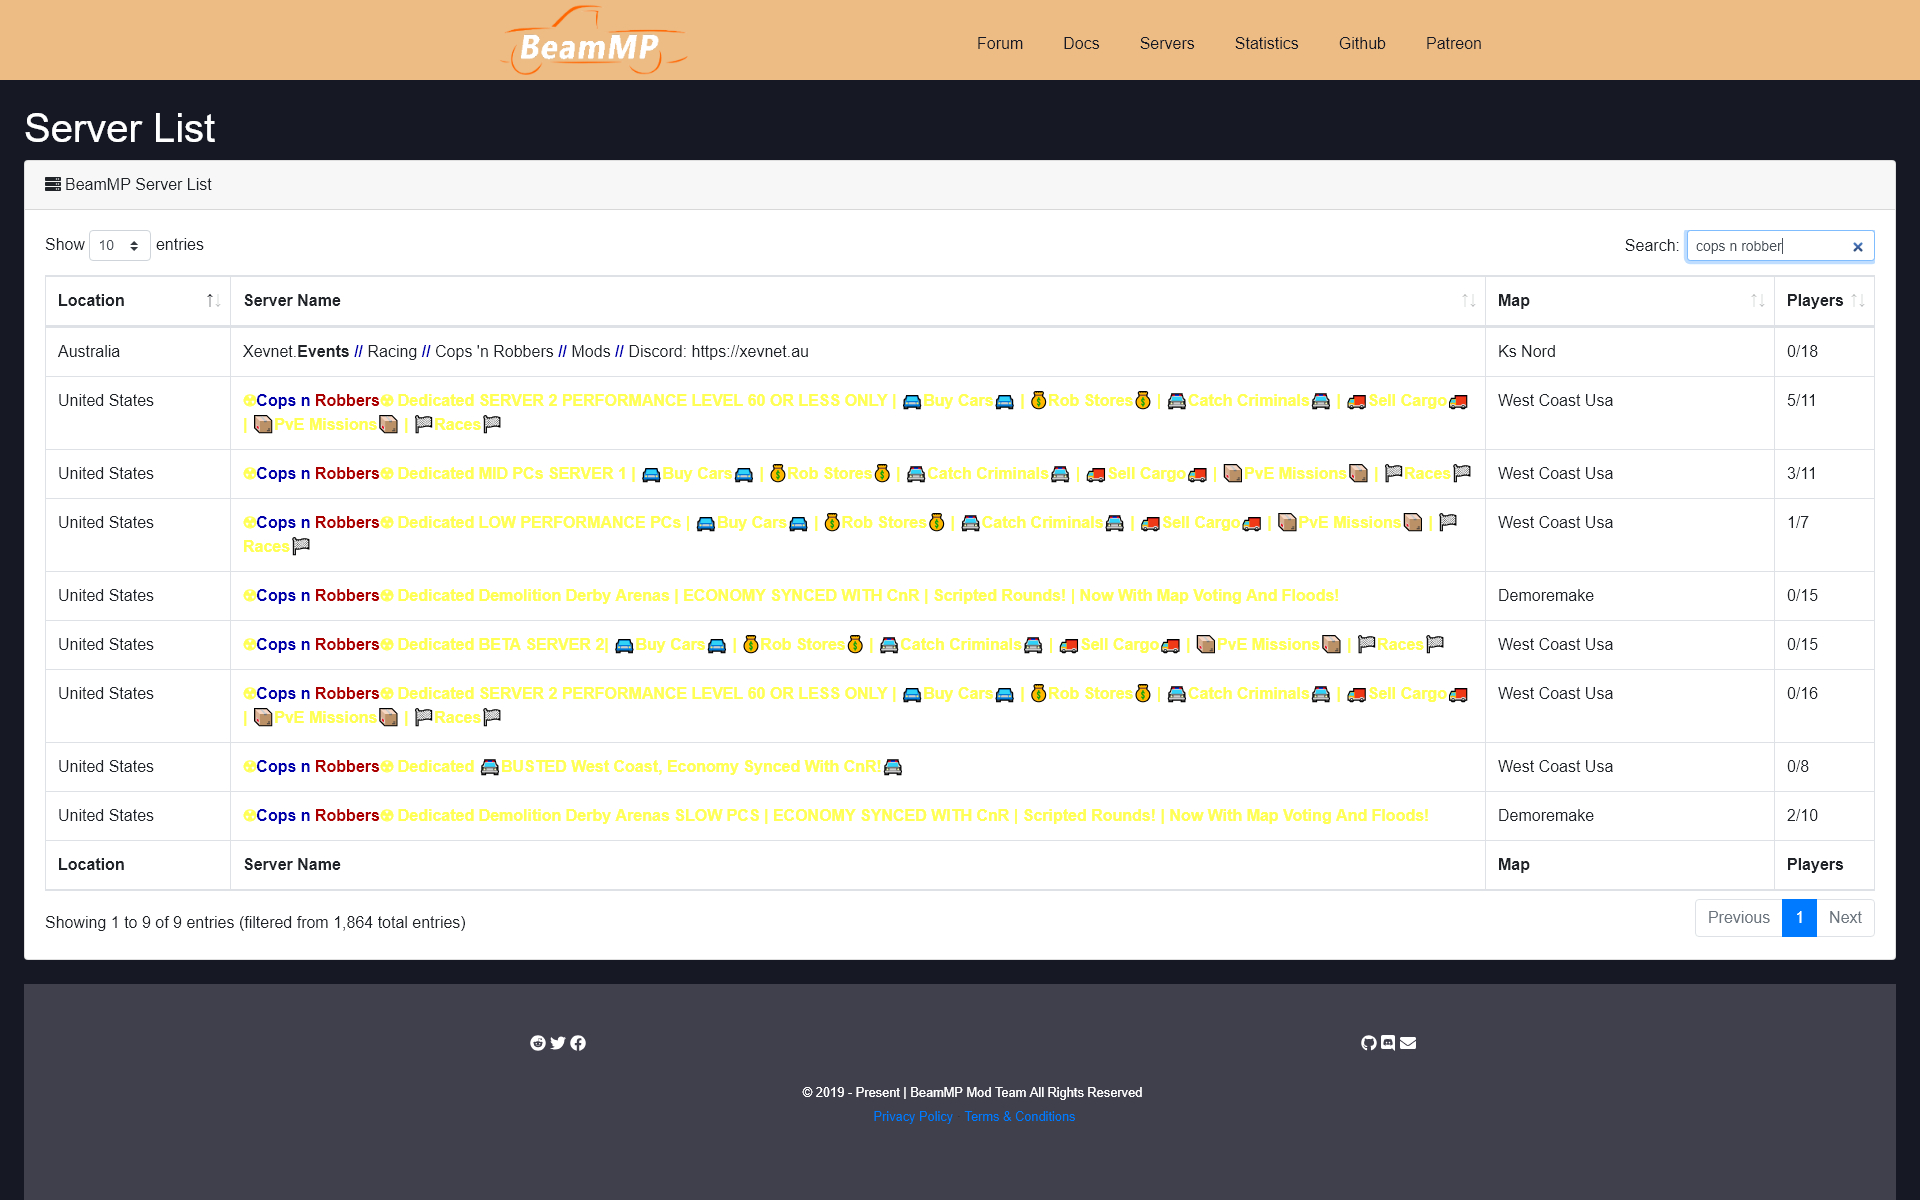 BeamMP
Forum Docs Servers Statistics Github Patreon
Server List
BeamMP Server List
Show 10 entries
Search: cops n robber
Location Server Name Map Players
Australia Xevnet.Events // Racing // Cops 'n Robbers // Mods // Discord: https://xevnet.au Ks Nord 0/18
United States ☢Cops n Robbers☢ Dedicated SERVER 2 PERFORMANCE LEVEL 60 OR LESS ONLY | 🚘Buy Cars🚘 | 💰Rob Stores💰 | 🚔Catch Criminals🚔 | 🚚Sell Cargo🚚 West Coast Usa 5/11
| 📦PvE Missions📦 | 🏁Races🏁
United States ☢Cops n Robbers☢ Dedicated MID PCs SERVER 1 | 🚘Buy Cars🚘 | 💰Rob Stores💰 | 🚔Catch Criminals🚔 | 🚚Sell Cargo🚚 | 📦PvE Missions📦 | 🏁Races🏁 West Coast Usa 3/11
United States ☢Cops n Robbers☢ Dedicated LOW PERFORMANCE PCs | 🚘Buy Cars🚘 | 💰Rob Stores💰 | 🚔Catch Criminals🚔 | 🚚Sell Cargo🚚 | 📦PvE Missions📦 | 🏁 West Coast Usa 1/7
Races🏁
United States ☢Cops n Robbers☢ Dedicated Demolition Derby Arenas | ECONOMY SYNCED WITH CnR | Scripted Rounds! | Now With Map Voting And Floods! Demoremake 0/15
United States ☢Cops n Robbers☢ Dedicated BETA SERVER 2| 🚘Buy Cars🚘 | 💰Rob Stores💰 | 🚔Catch Criminals🚔 | 🚚Sell Cargo🚚 | 📦PvE Missions📦 | 🏁Races🏁 West Coast Usa 0/15
United States ☢Cops n Robbers☢ Dedicated SERVER 2 PERFORMANCE LEVEL 60 OR LESS ONLY | 🚘Buy Cars🚘 | 💰Rob Stores💰 | 🚔Catch Criminals🚔 | 🚚Sell Cargo🚚 West Coast Usa 0/16
| 📦PvE Missions📦 | 🏁Races🏁
United States ☢Cops n Robbers☢ Dedicated 🚔BUSTED West Coast, Economy Synced With CnR!🚔 West Coast Usa 0/8
United States ☢Cops n Robbers☢ Dedicated Demolition Derby Arenas SLOW PCS | ECONOMY SYNCED WITH CnR | Scripted Rounds! | Now With Map Voting And Floods! Demoremake 2/10
Location Server Name Map Players
Showing 1 to 9 of 9 entries (filtered from 1,864 total entries)
Previous 1 Next
© 2019 - Present | BeamMP Mod Team All Rights Reserved
Privacy Policy Terms & Conditions